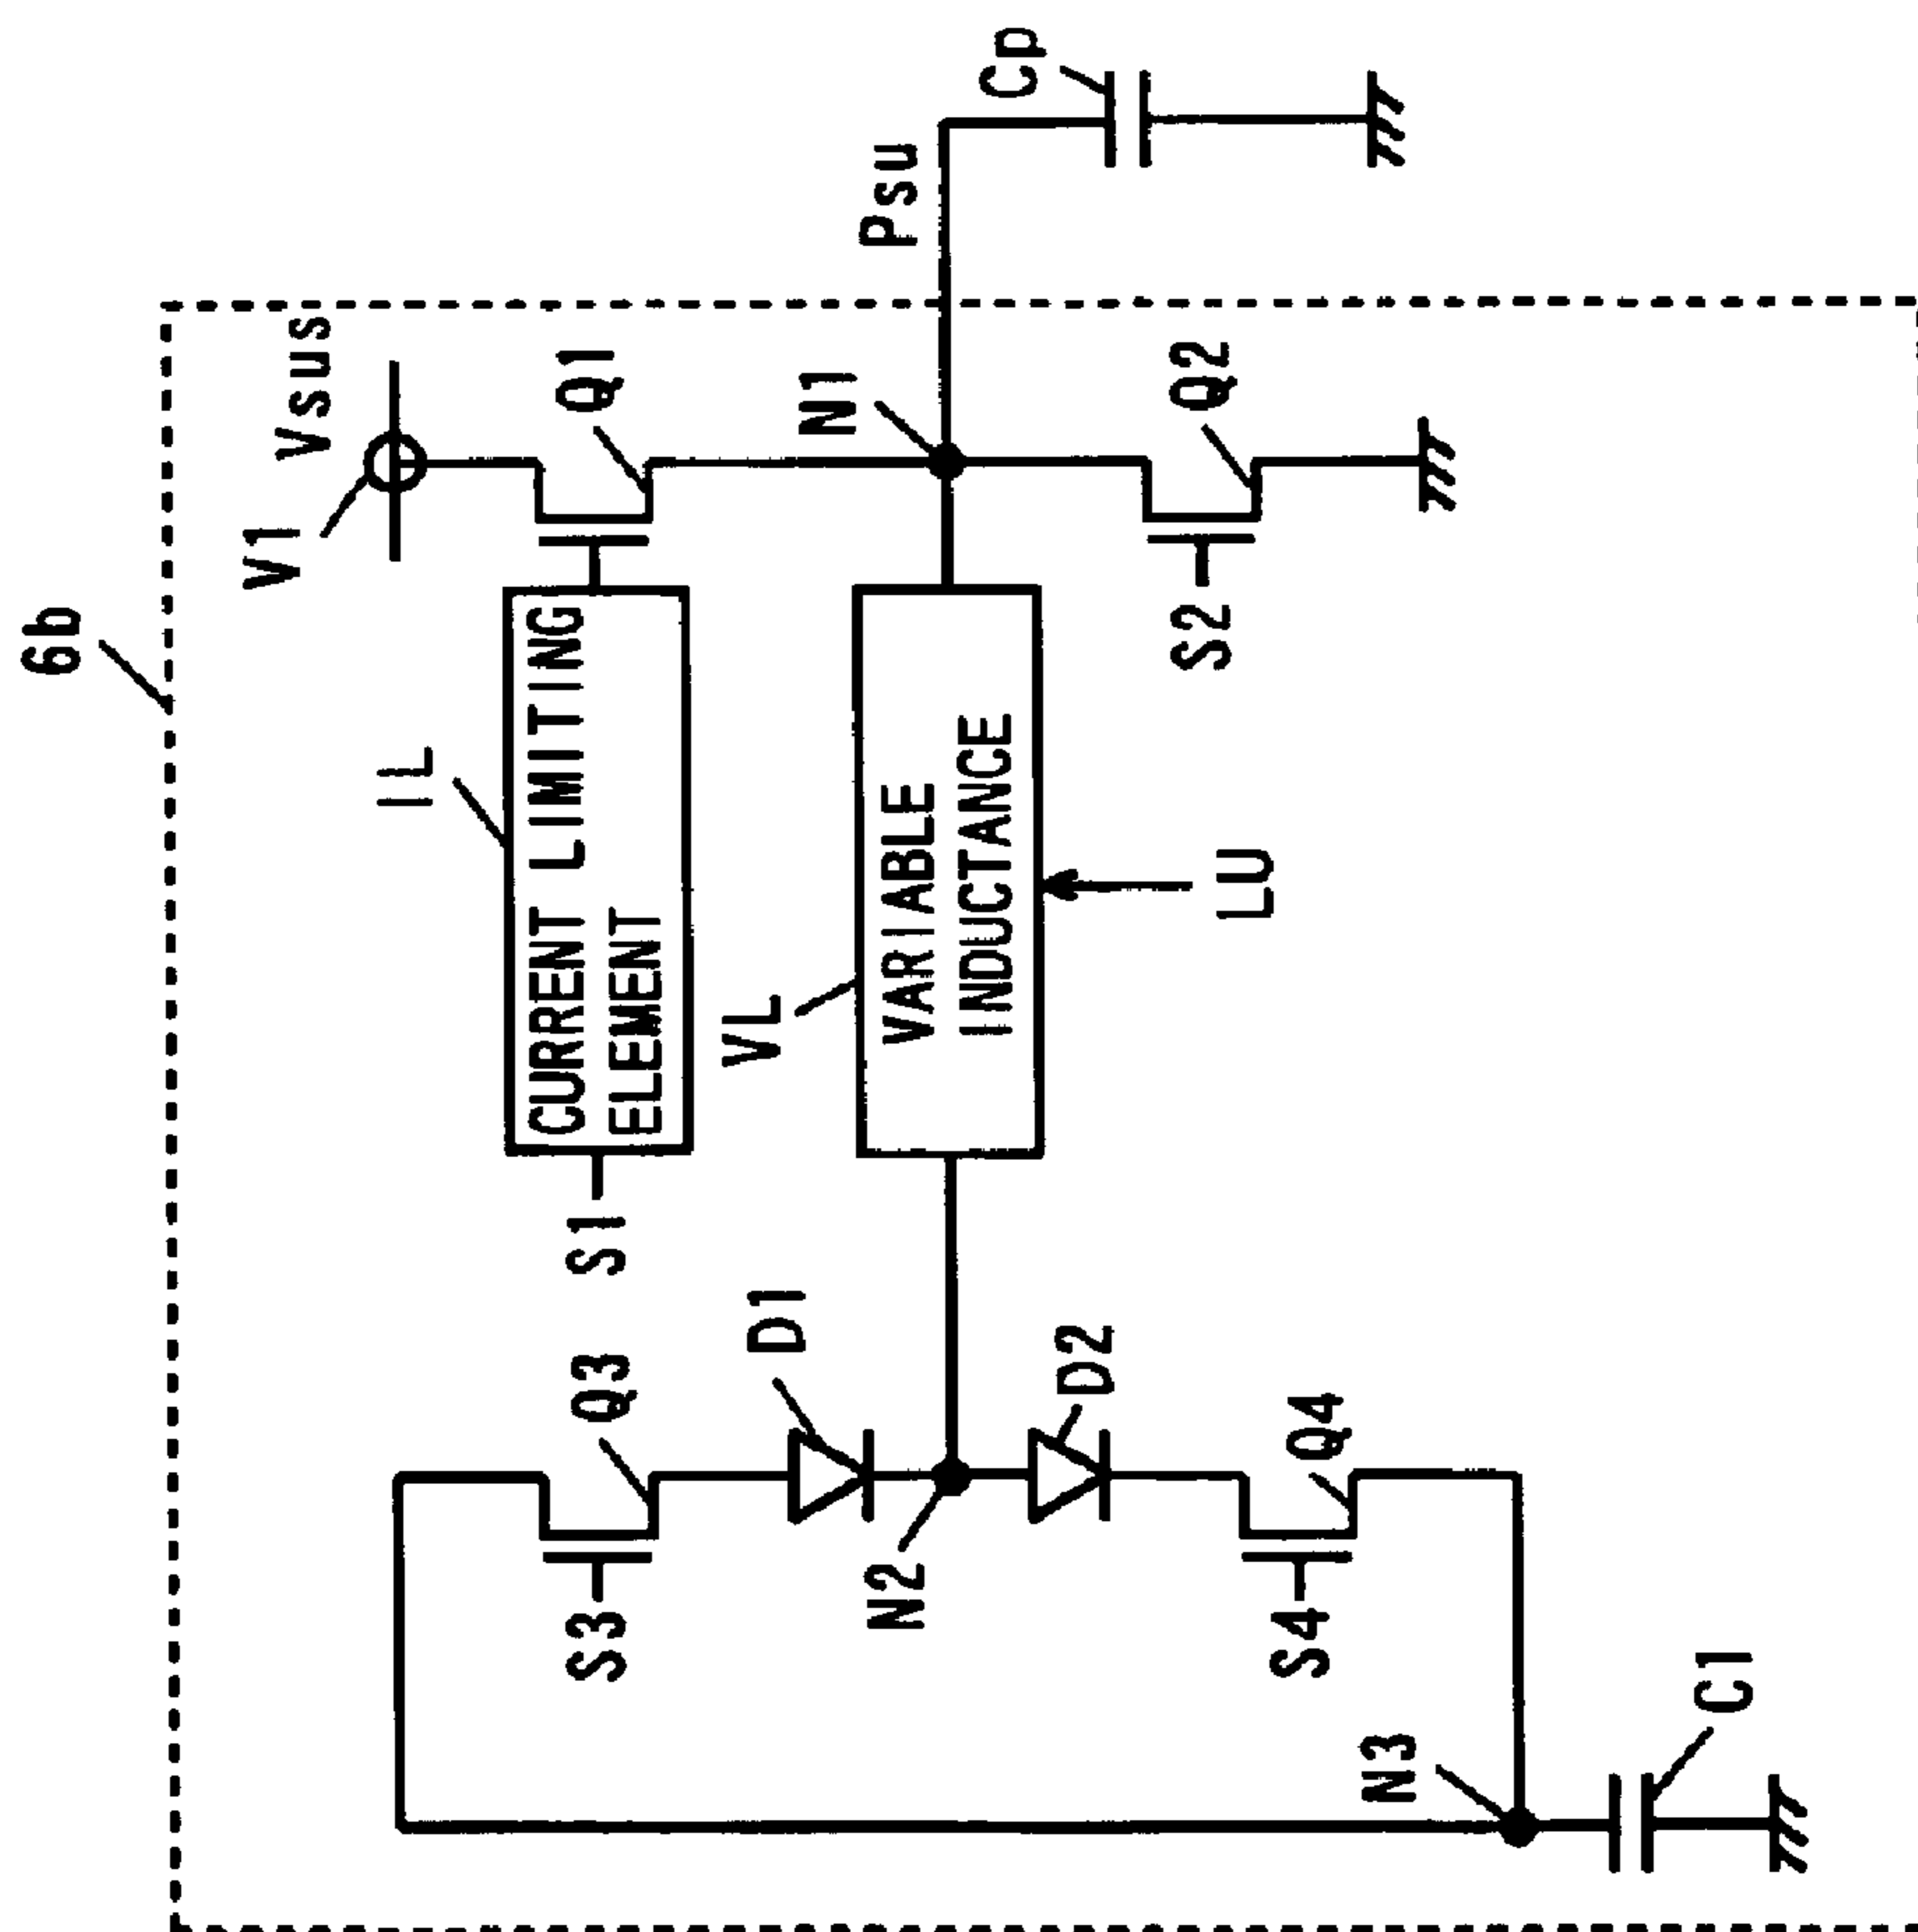 6b
V1
Vsus
IL
S1
CURRENT LIMITING
ELEMENT
Q1
S3
Q3
D1
VL
VARIABLE
INDUCTANCE
N1
Psu
N2
D2
LU
S2
Q2
Cp
S4
Q4
N3
C1